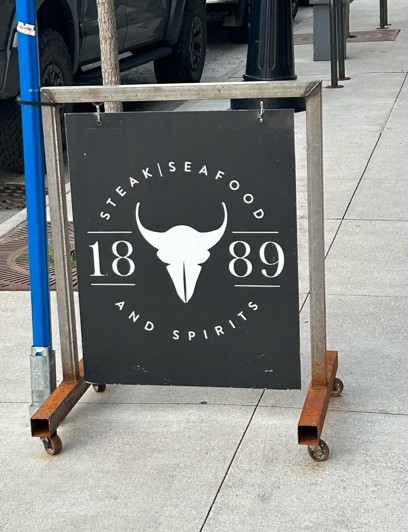 STEAK|SEAFOOD
18 89
AND SPIRITS